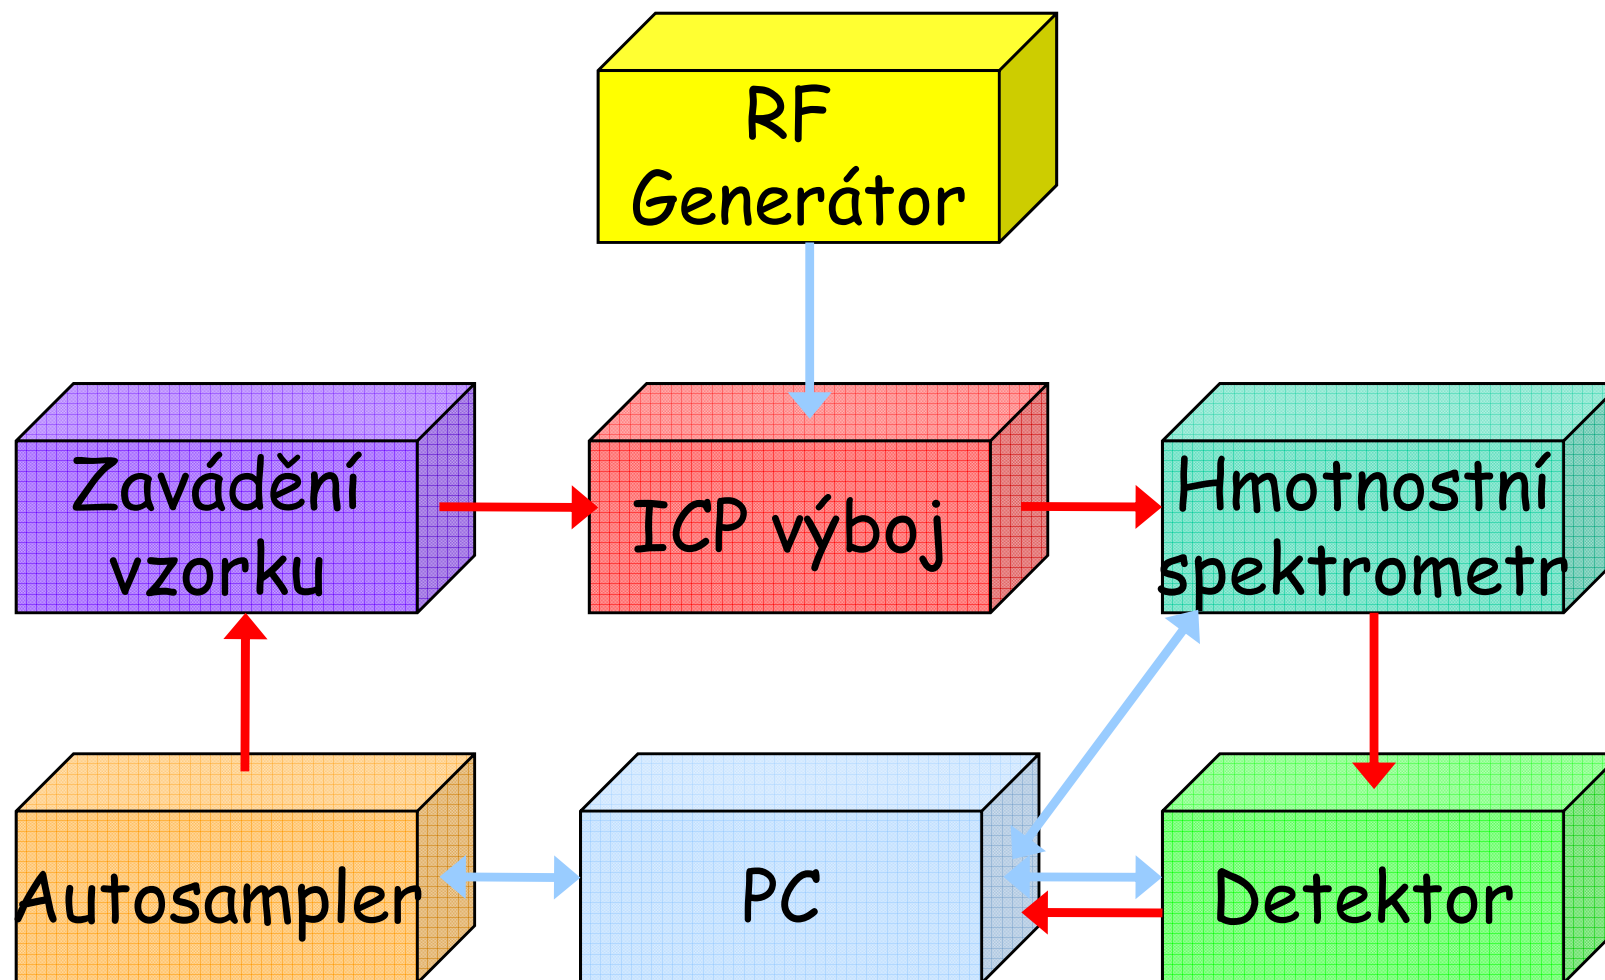 RF
Generátor
Zavádění
vzorku
ICP výboj
Hmotnostní
spektrometr
Autosampler
PC
Detektor